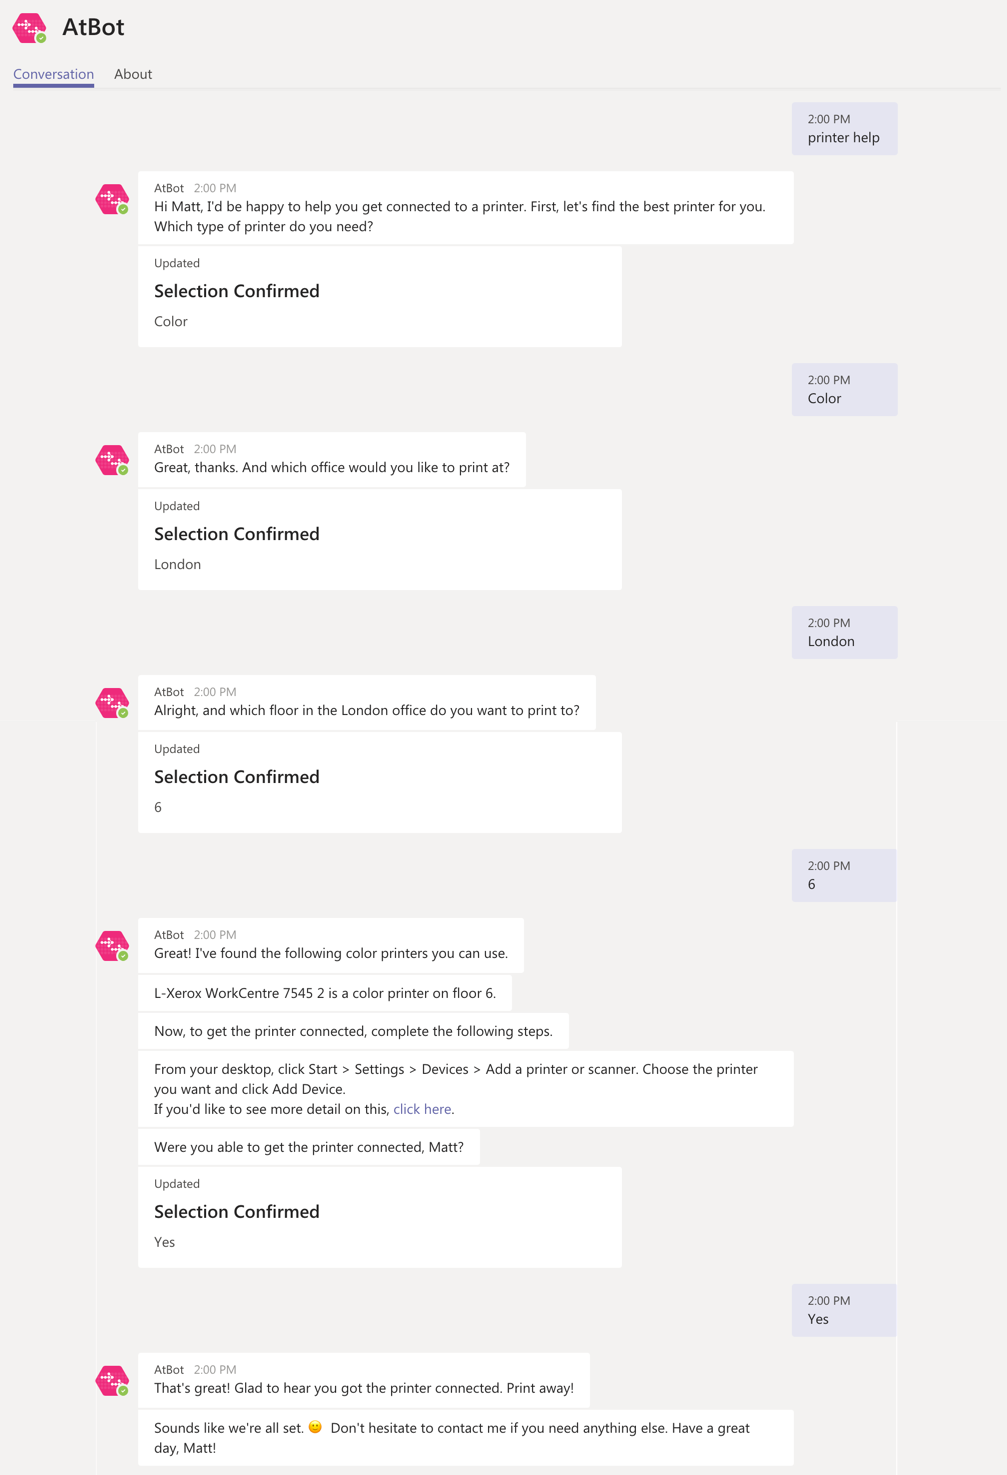 AtBot
Conversation About
2:00 PM
printer help
AtBot 2:00 PM
Hi Matt, I'd be happy to help you get connected to a printer. First, let's find the best printer for you.
Which type of printer do you need?
Updated
Selection Confirmed
Color
2:00 PM
Color
AtBot 2:00 PM
Great, thanks. And which office would you like to print at?
Updated
Selection Confirmed
London
2:00 PM
London
AtBot 2:00 PM
Alright, and which floor in the London office do you want to print to?
Updated
Selection Confirmed
6
2:00 PM
6
AtBot 2:00 PM
Great! I've found the following color printers you can use.
L-Xerox WorkCentre 7545 2 is a color printer on floor 6.
Now, to get the printer connected, complete the following steps.
From your desktop, click Start > Settings > Devices > Add a printer or scanner. Choose the printer
you want and click Add Device.
If you'd like to see more detail on this, click here.
Were you able to get the printer connected, Matt?
Updated
Selection Confirmed
Yes
2:00 PM
Yes
AtBot 2:00 PM
That's great! Glad to hear you got the printer connected. Print away!
Sounds like we're all set. 🙂 Don't hesitate to contact me if you need anything else. Have a great
day, Matt!